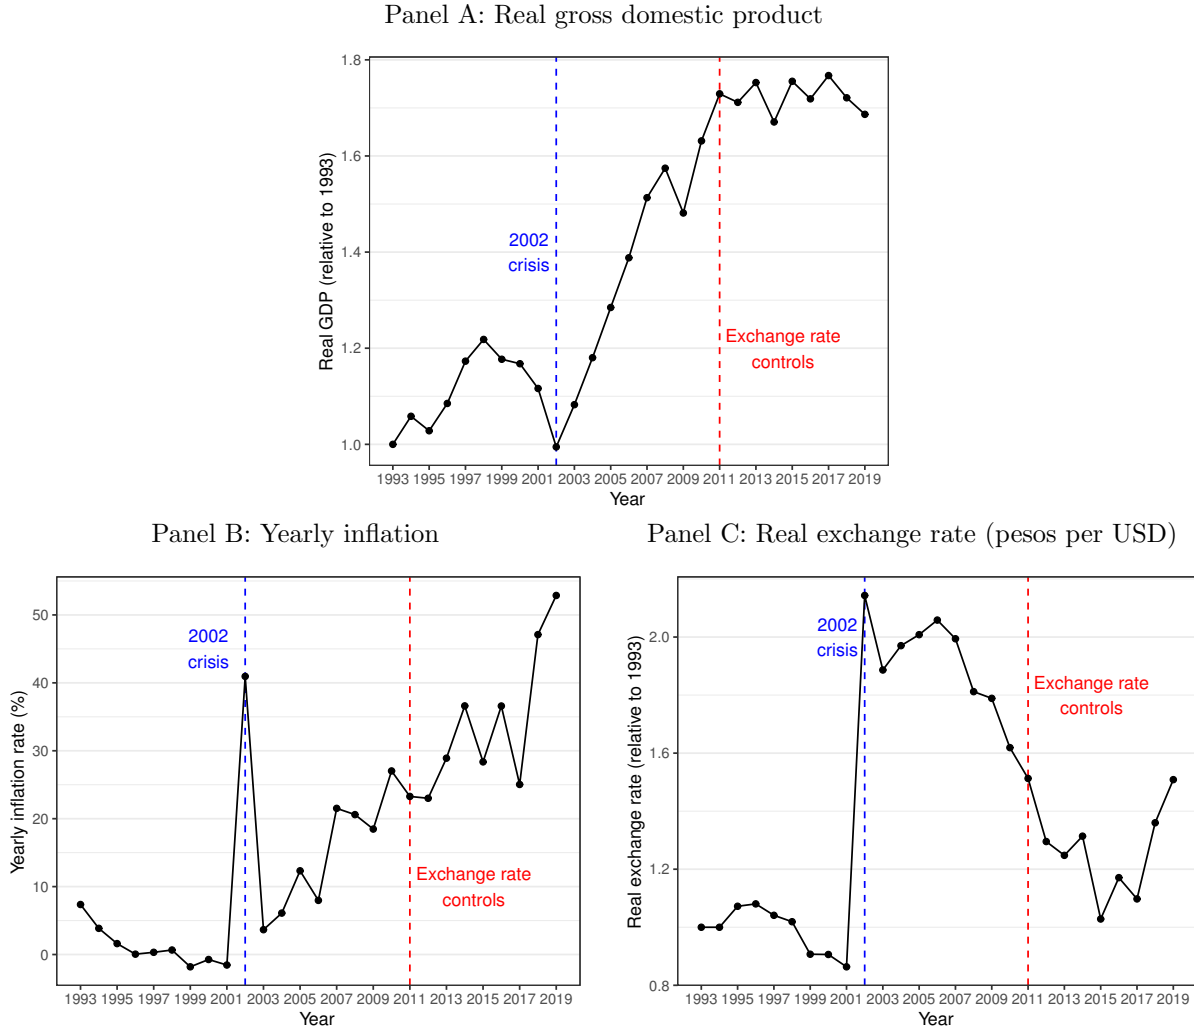 Panel A: Real gross domestic product
Real GDP (relative to 1993)
1.8
1.6
1.4
1.2
1.0
2002
crisis
Exchange rate
controls
1993 1995 1997 1999 2001 2003 2005 2007 2009 2011 2013 2015 2017 2019
Year
Panel B: Yearly inflation
Yearly inflation rate (%)
50
40
30
20
10
0
2002
crisis
Exchange rate
controls
1993 1995 1997 1999 2001 2003 2005 2007 2009 2011 2013 2015 2017 2019
Year
Panel C: Real exchange rate (pesos per USD)
Real exchange rate (relative to 1993)
2.0
1.6
1.2
0.8
2002
crisis
Exchange rate
controls
1993 1995 1997 1999 2001 2003 2005 2007 2009 2011 2013 2015 2017 2019
Year